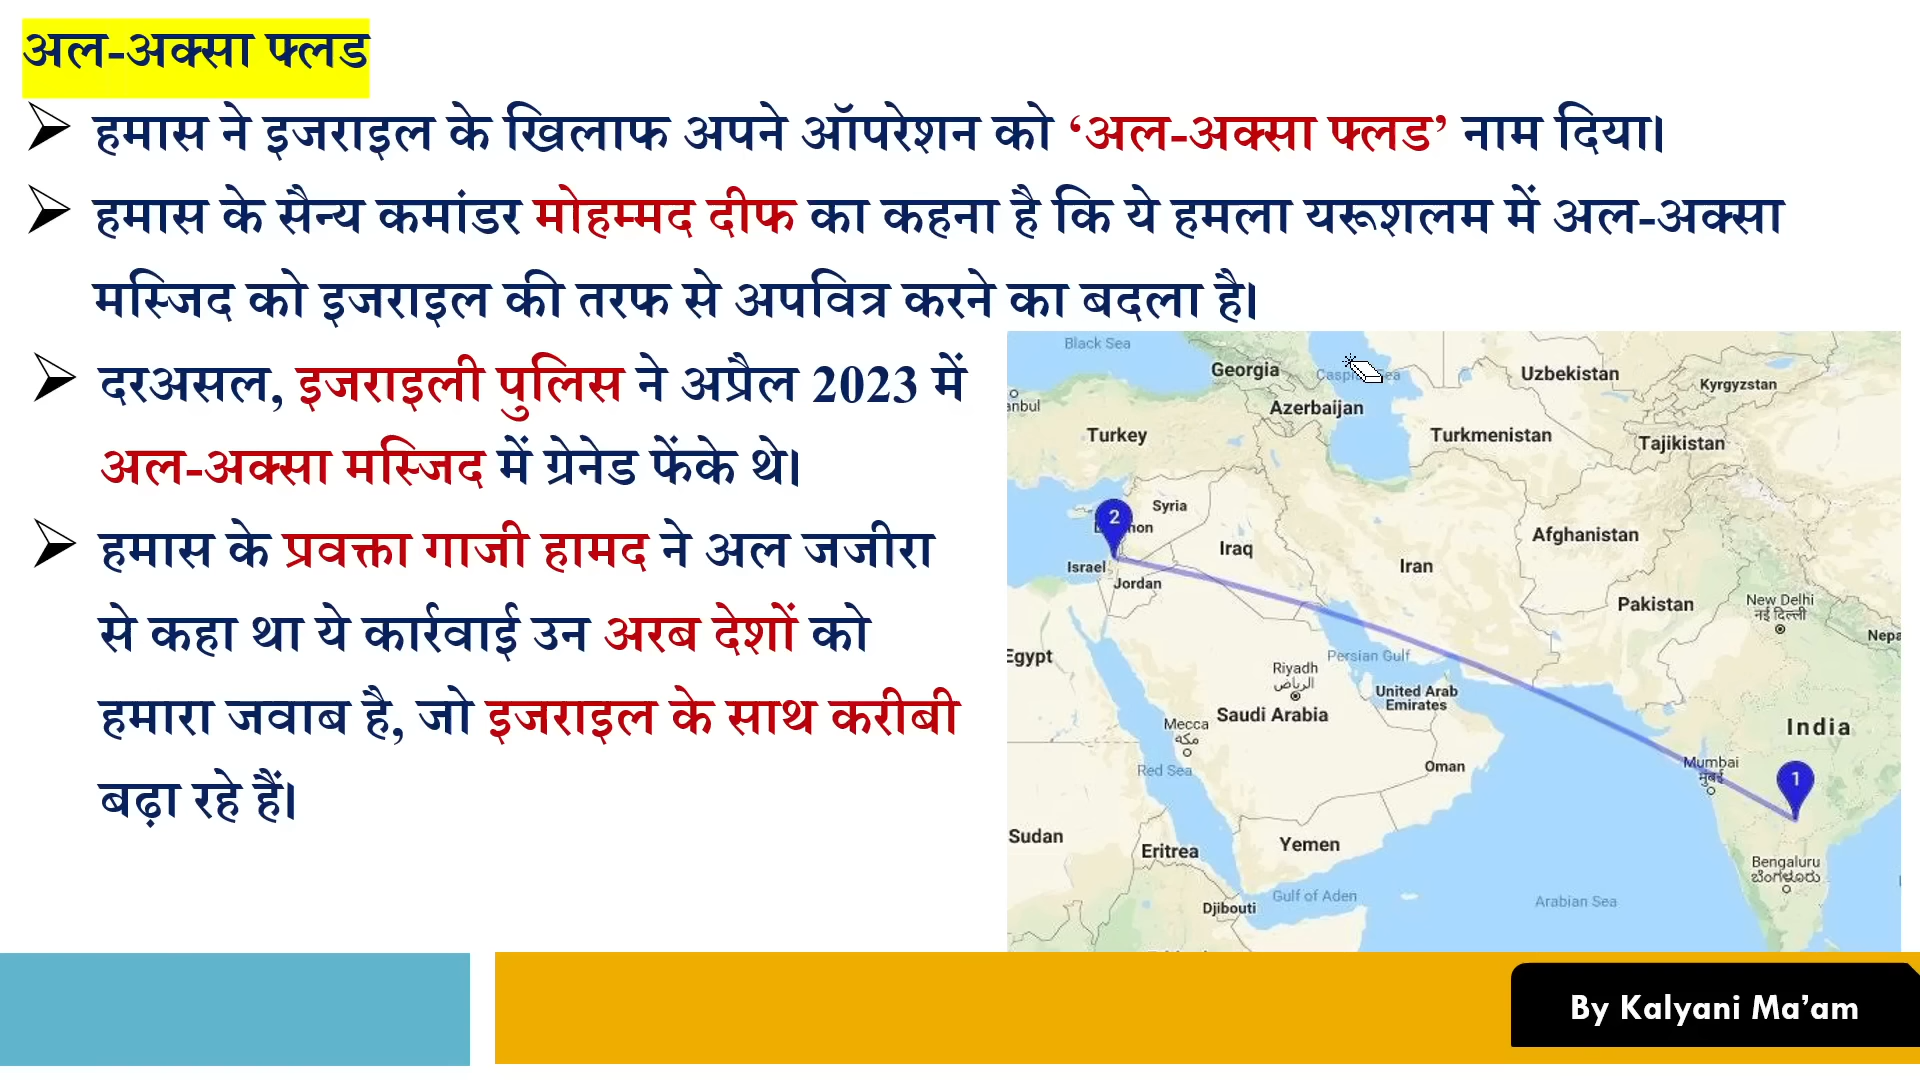 अल-अक्सा फ्लड
हमास ने इजराइल के खिलाफ अपने ऑपरेशन को ‘अल-अक्सा फ्लड’ नाम दिया।
हमास के सैन्य कमांडर मोहम्मद दीफ का कहना है कि ये हमला यरूशलम में अल-अक्सा
मस्जिद को इजराइल की तरफ से अपवित्र करने का बदला है।
दरअसल, इजराइली पुलिस ने अप्रैल 2023 में
अल-अक्सा मस्जिद में ग्रेनेड फेंके थे।
हमास के प्रवक्ता गाजी हामद ने अल जजीरा
से कहा था ये कार्रवाई उन अरब देशों को
हमारा जवाब है, जो इजराइल के साथ करीबी
बढ़ा रहे हैं।
Black Sea
Georgia
Uzbekistan
Kyrgyzstan
anbul
Azerbaijan
Turkey
Turkmenistan
Tajikistan
Syria
2
Iraq
Afghanistan
Israel
Jordan
Iran
Pakistan
New Delhi
नई दिल्ली
Nepa
Egypt
Persian Gulf
Riyadh
الرياض
United Arab
Emirates
Saudi Arabia
Mecca
مكة
India
Red Sea
Oman
Mumbai
मुंबई
1
Sudan
Eritrea
Yemen
Bengaluru
ಬೆಂಗಳೂರು
Gulf of Aden
Djibouti
Arabian Sea
By Kalyani Ma’am